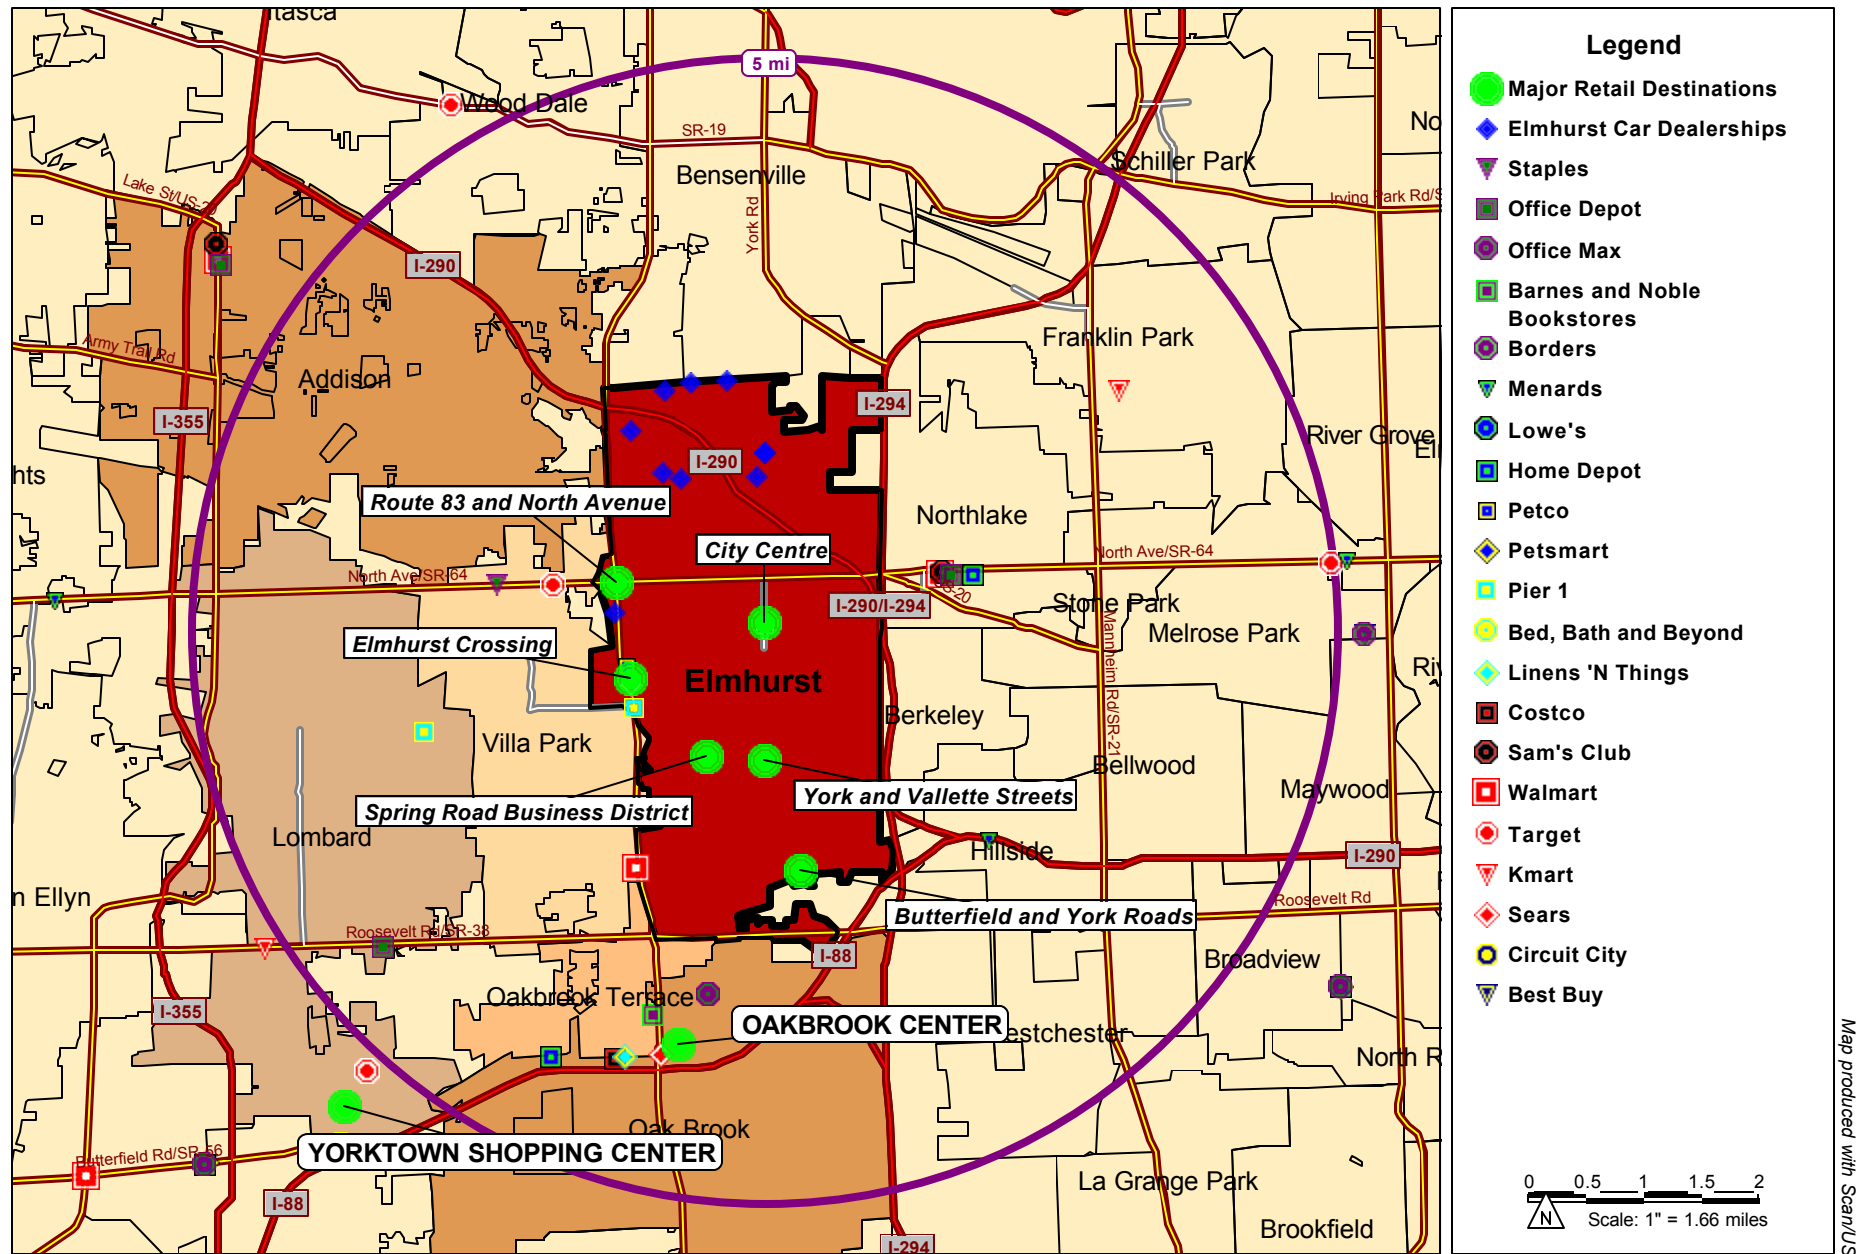 Itasca
5 mi
Wood Dale
SR-19
Bensenville
Schiller Park
No
Lake St/US-20
York Rd
Irving Park Rd/S
I-290
Franklin Park
Army Trail Rd
Addison
I-355
I-294
River Grove
El
hts
I-290
Route 83 and North Avenue
Northlake
City Centre
North Ave/SR-64
North Ave/SR-64
US-20
I-290/I-294
Stone Park
Melrose Park
Mannheim Rd/SR-21
Elmhurst Crossing
Elmhurst
Riv
Berkeley
Villa Park
Bellwood
Maywood
York and Vallette Streets
Spring Road Business District
Lombard
Hillside
I-290
n Ellyn
Roosevelt Rd
Butterfield and York Roads
Roosevelt Rd/SR-38
I-88
Broadview
Oakbrook Terrace
I-355
OAKBROOK CENTER
estchester
North R
Oak Brook
YORKTOWN SHOPPING CENTER
Butterfield Rd/SR-56
La Grange Park
I-88
Brookfield
I-294
Legend
Major Retail Destinations
Elmhurst Car Dealerships
Staples
Office Depot
Office Max
Barnes and Noble
Bookstores
Borders
Menards
Lowe's
Home Depot
Petco
Petsmart
Pier 1
Bed, Bath and Beyond
Linens 'N Things
Costco
Sam's Club
Walmart
Target
Kmart
Sears
Circuit City
Best Buy
0 0.5 1 1.5 2
N
Scale: 1" = 1.66 miles
Map produced with Scan/US